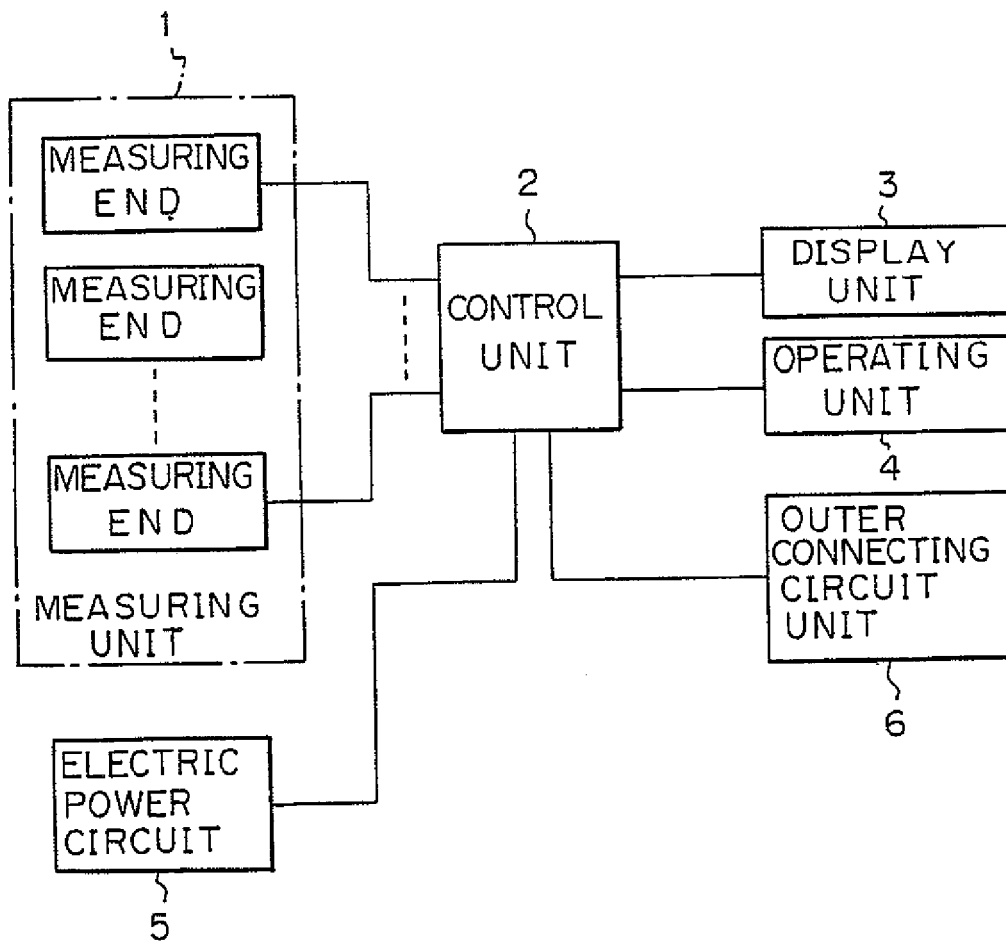 1
MEASURING
END
MEASURING
END
MEASURING
END
MEASURING
UNIT
2
CONTROL
UNIT
3
DISPLAY
UNIT
OPERATING
UNIT
4
OUTER
CONNECTING
CIRCUIT
UNIT
6
ELECTRIC
POWER
CIRCUIT
5